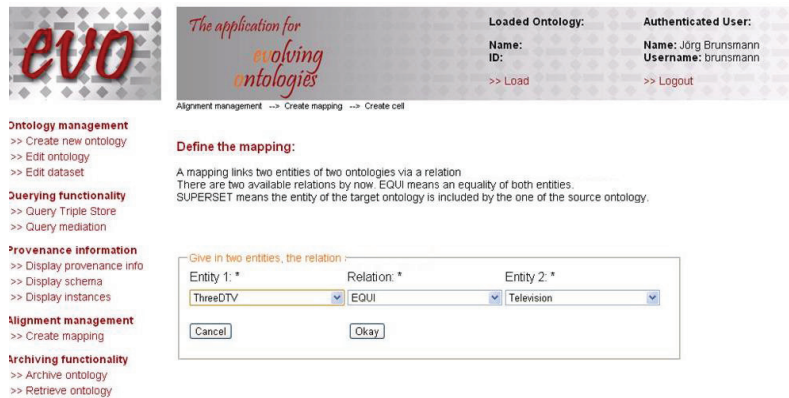 evo
The application for
evolving
ontologies
Loaded Ontology:
Name:
ID:
>> Load
Authenticated User:
Name: Jörg Brunsmann
Username: brunsmann
>> Logout
Alignment management --> Create mapping --> Create cell
Ontology management
>> Create new ontology
>> Edit ontology
>> Edit dataset
Querying functionality
>> Query Triple Store
>> Query mediation
Provenance information
>> Display provenance info
>> Display schema
>> Display instances
Alignment management
>> Create mapping
Archiving functionality
>> Archive ontology
>> Retrieve ontology
Define the mapping:
A mapping links two entities of two ontologies via a relation
There are two available relations by now. EQUI means an equality of both entities.
SUPERSET means the entity of the target ontology is included by the one of the source ontology.
Give in two entities, the relation
Entity 1: * Relation: * Entity 2: *
ThreeDTV EQUI Television
Cancel Okay